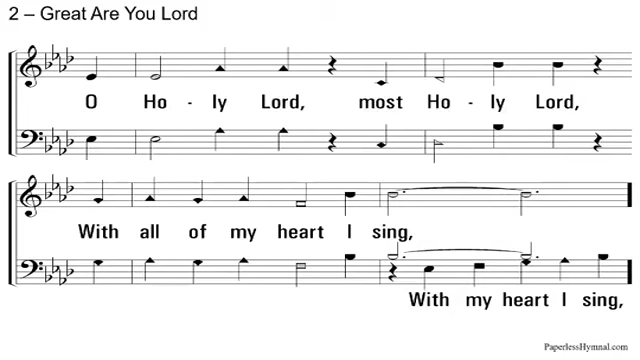 2 – Great Are You Lord
O Ho - ly Lord, most Ho - ly Lord,
With all of my heart I sing,
With my heart I sing,
PaperlessHymnal.com